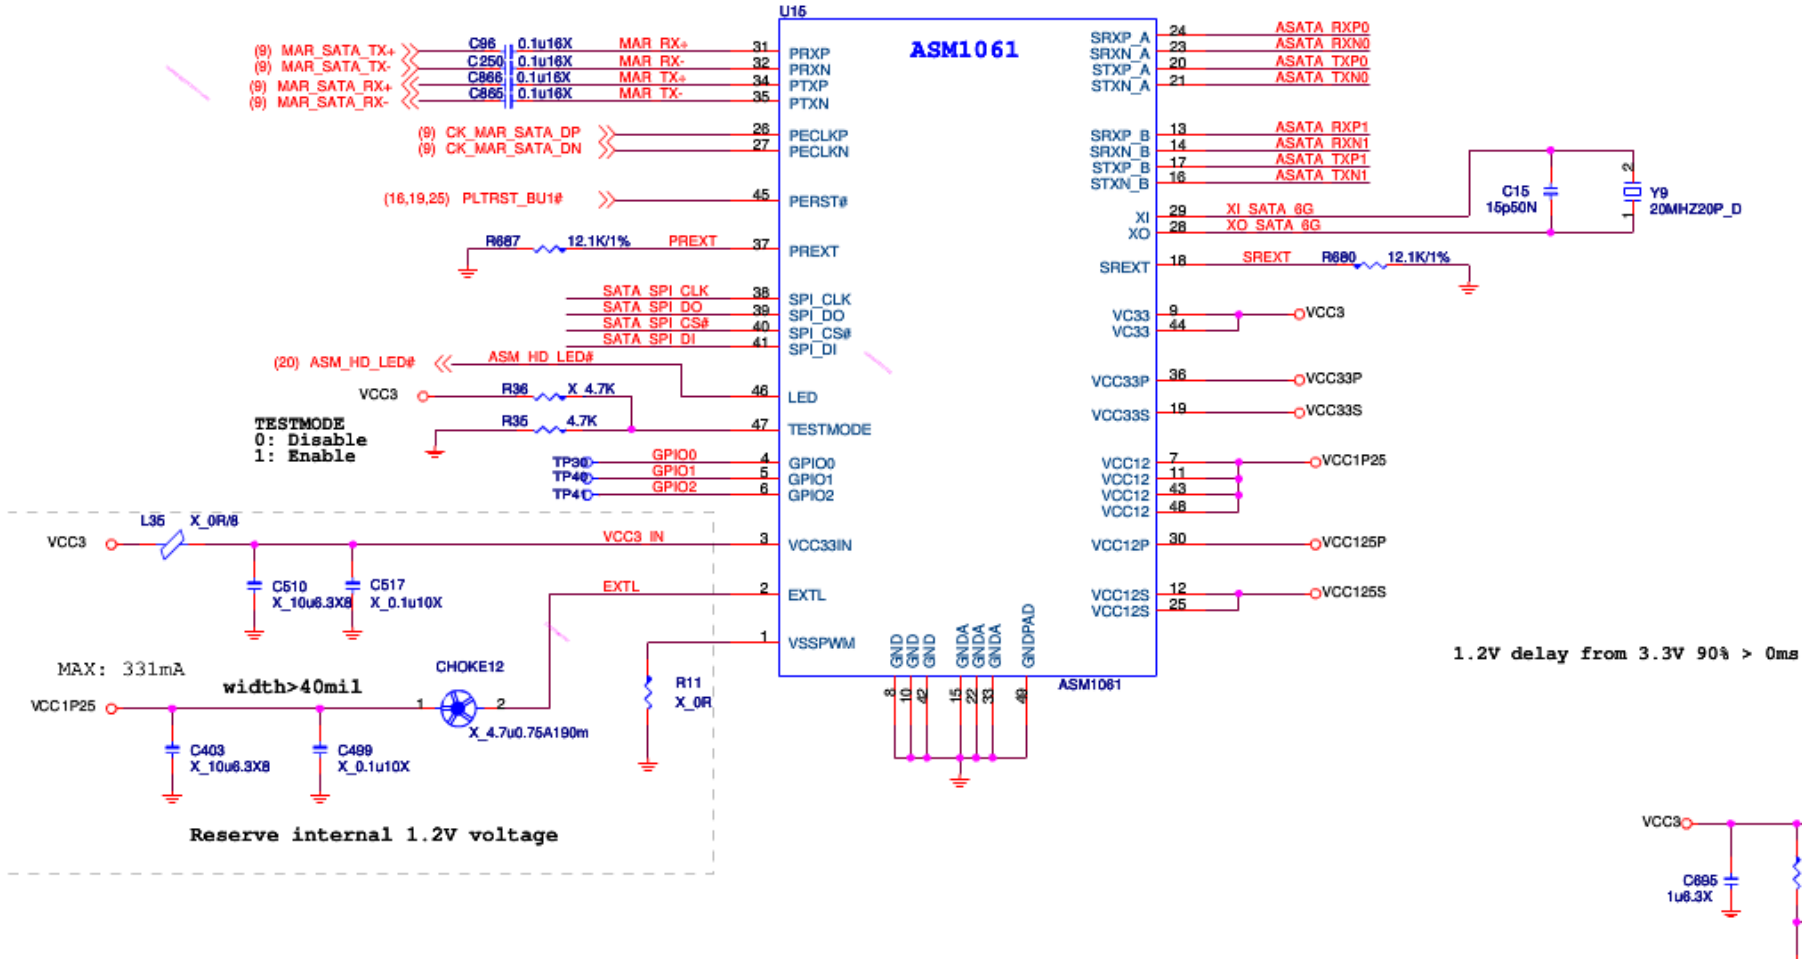 U15
ASM1061
(9) MAR_SATA_TX+ C96 0.1u16X MAR_RX+ 31 PRXP
(9) MAR_SATA_TX- C250 0.1u16X MAR_RX- 32 PRXN
(9) MAR_SATA_RX+ C866 0.1u16X MAR_TX+ 34 PTXP
(9) MAR_SATA_RX- C865 0.1u16X MAR_TX- 35 PTXN
(9) CK_MAR_SATA_DP 26 PECLKP
(9) CK_MAR_SATA_DN 27 PECLKN
(16,19,25) PLTRST_BU1# 45 PERST#
R687 12.1K/1% PREXT 37 PREXT
SATA_SPI_CLK 38 SPI_CLK
SATA_SPI_DO 39 SPI_DO
SATA_SPI_CS# 40 SPI_CS#
SATA_SPI_DI 41 SPI_DI
(20) ASM_HD_LED# ASM_HD_LED# 46 LED
VCC3 R36 X_4.7K
R35 4.7K 47 TESTMODE
TESTMODE
0: Disable
1: Enable
TP30 GPIO0 4 GPIO0
TP40 GPIO1 5 GPIO1
TP41 GPIO2 6 GPIO2
L35 X_0R/8
VCC3 VCC3_IN 3 VCC33IN
C510
X_10u6.3X8
C517
X_0.1u10X
EXTL 2 EXTL
1 VSSPWM
R11
X_0R
MAX: 331mA
width>40mil
CHOKE12
VCC1P25 1 2
X_4.7u0.75A190m
C403
X_10u6.3X8
C499
X_0.1u10X
Reserve internal 1.2V voltage
SRXP_A 24 ASATA_RXP0
SRXN_A 23 ASATA_RXN0
STXP_A 20 ASATA_TXP0
STXN_A 21 ASATA_TXN0
SRXP_B 13 ASATA_RXP1
SRXN_B 14 ASATA_RXN1
STXP_B 17 ASATA_TXP1
STXN_B 16 ASATA_TXN1
XI 29 XI_SATA_6G
XO 28 XO_SATA_6G
C15
15p50N
2
1
Y9
20MHZ20P_D
SREXT 18 SREXT R680 12.1K/1%
VC33 9 VCC3
VC33 44
VCC33P 36 VCC33P
VCC33S 19 VCC33S
VCC12 7 VCC1P25
VCC12 11
VCC12 43
VCC12 48
VCC12P 30 VCC125P
VCC12S 12 VCC125S
VCC12S 25
GND GND GND GNDA GNDA GNDA GNDPAD
8 10 42 15 22 33 49
ASM1061
1.2V delay from 3.3V 90% > 0ms
VCC3
C695
1u6.3X